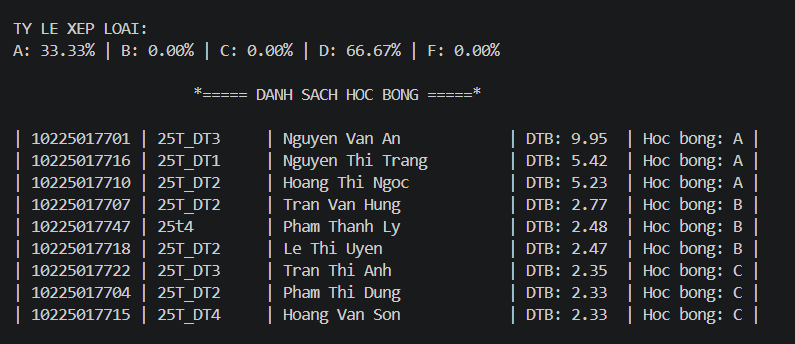 TY LE XEP LOAI:
A: 33.33% | B: 0.00% | C: 0.00% | D: 66.67% | F: 0.00%
*===== DANH SACH HOC BONG =====*
| 10225017701 | 25T_DT3 | Nguyen Van An | DTB: 9.95 | Hoc bong: A |
| 10225017716 | 25T_DT1 | Nguyen Thi Trang | DTB: 5.42 | Hoc bong: A |
| 10225017710 | 25T_DT2 | Hoang Thi Ngoc | DTB: 5.23 | Hoc bong: A |
| 10225017707 | 25T_DT2 | Tran Van Hung | DTB: 2.77 | Hoc bong: B |
| 10225017747 | 25t4 | Pham Thanh Ly | DTB: 2.48 | Hoc bong: B |
| 10225017718 | 25T_DT2 | Le Thi Uyen | DTB: 2.47 | Hoc bong: B |
| 10225017722 | 25T_DT3 | Tran Thi Anh | DTB: 2.35 | Hoc bong: C |
| 10225017704 | 25T_DT2 | Pham Thi Dung | DTB: 2.33 | Hoc bong: C |
| 10225017715 | 25T_DT4 | Hoang Van Son | DTB: 2.33 | Hoc bong: C |